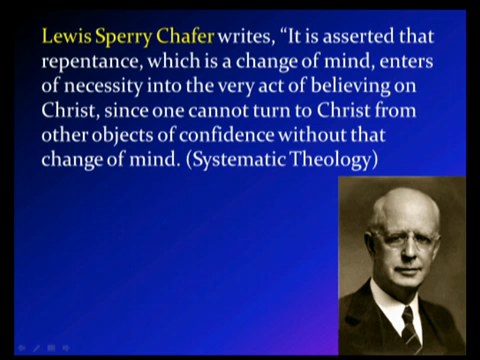 Lewis Sperry Chafer writes, “It is asserted that
repentance, which is a change of mind, enters
of necessity into the very act of believing on
Christ, since one cannot turn to Christ from
other objects of confidence without that
change of mind. (Systematic Theology)